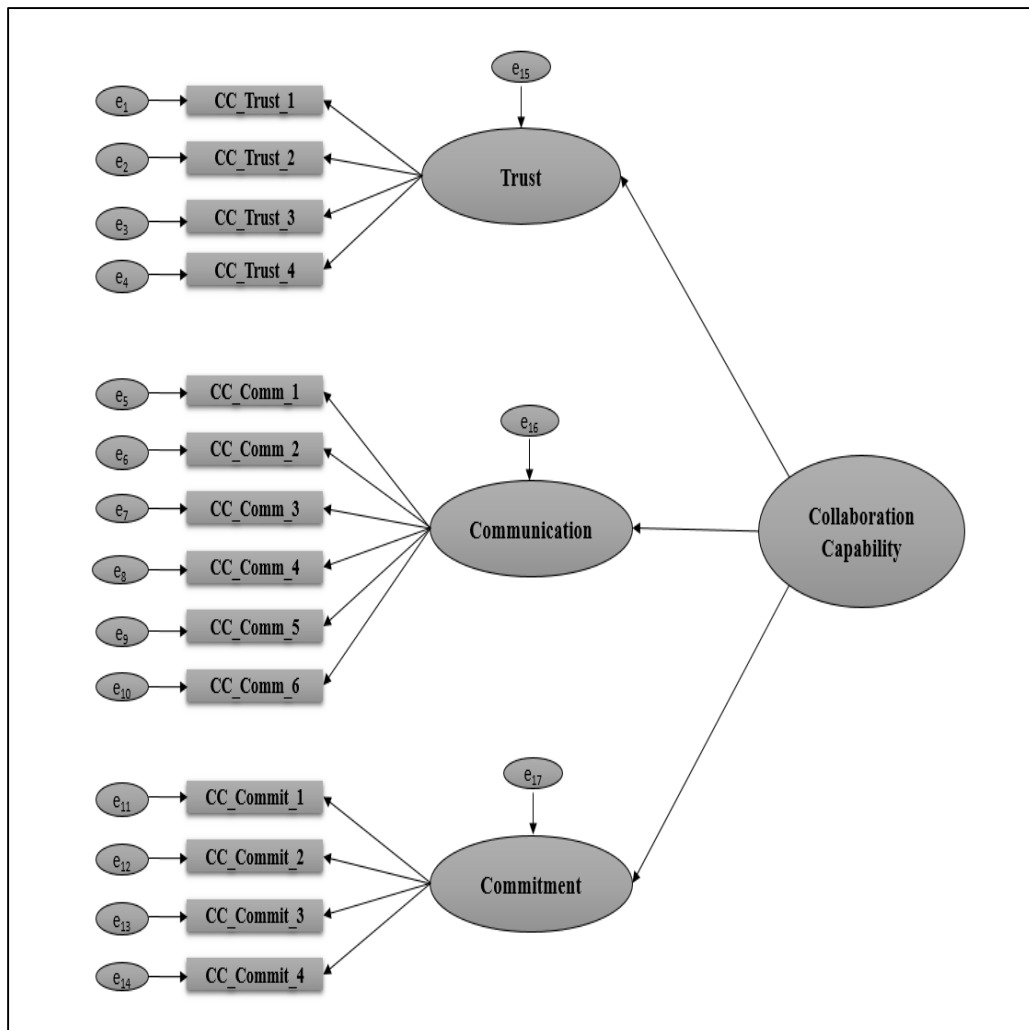 e₁₅
e₁
CC_Trust_1
e₂
CC_Trust_2
Trust
e₃
CC_Trust_3
e₄
CC_Trust_4
e₅
CC_Comm_1
e₁₆
e₆
CC_Comm_2
e₇
CC_Comm_3
Communication
Collaboration
Capability
e₈
CC_Comm_4
e₉
CC_Comm_5
e₁₀
CC_Comm_6
e₁₇
e₁₁
CC_Commit_1
e₁₂
CC_Commit_2
Commitment
e₁₃
CC_Commit_3
e₁₄
CC_Commit_4